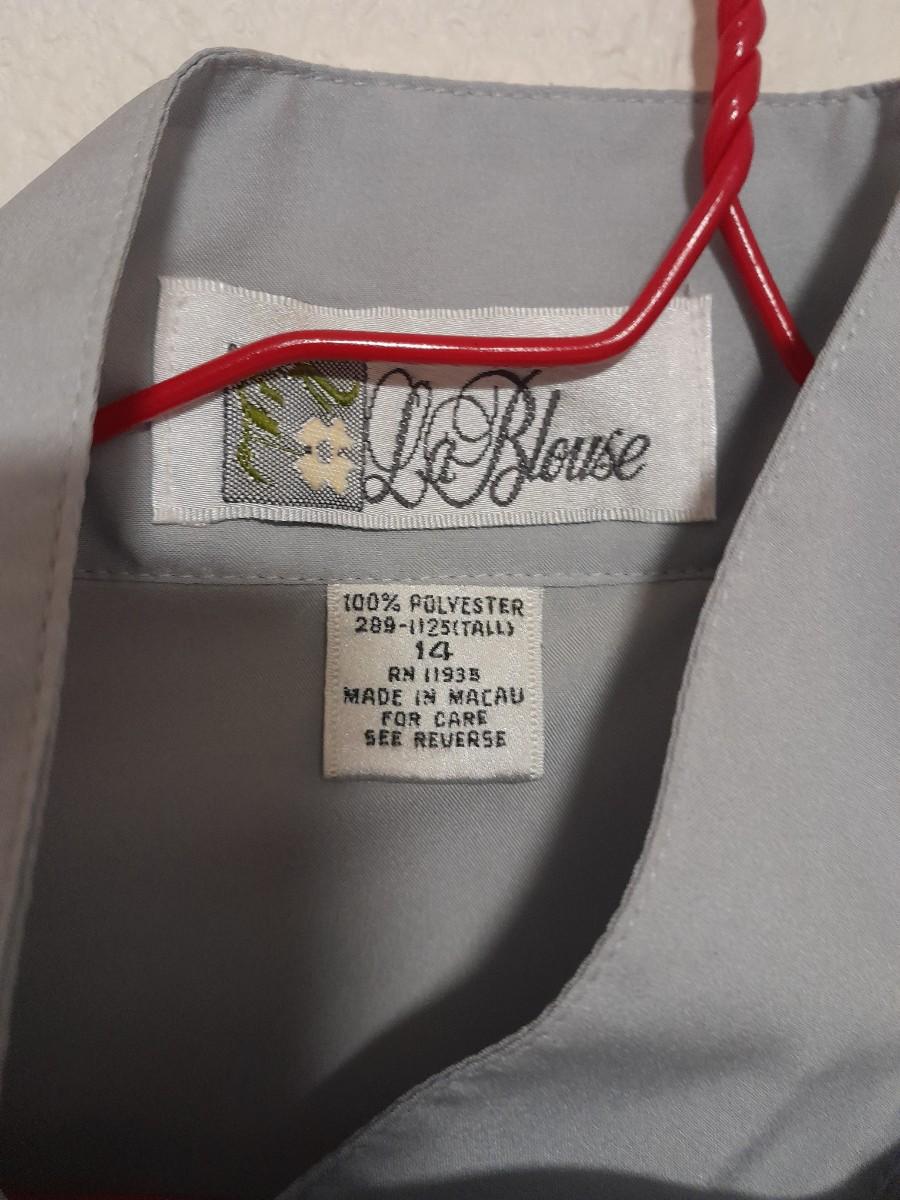 La Blouse
100% POLYESTER
289-1125(TALL)
14
RN 11935
MADE IN MACAU
FOR CARE
SEE REVERSE